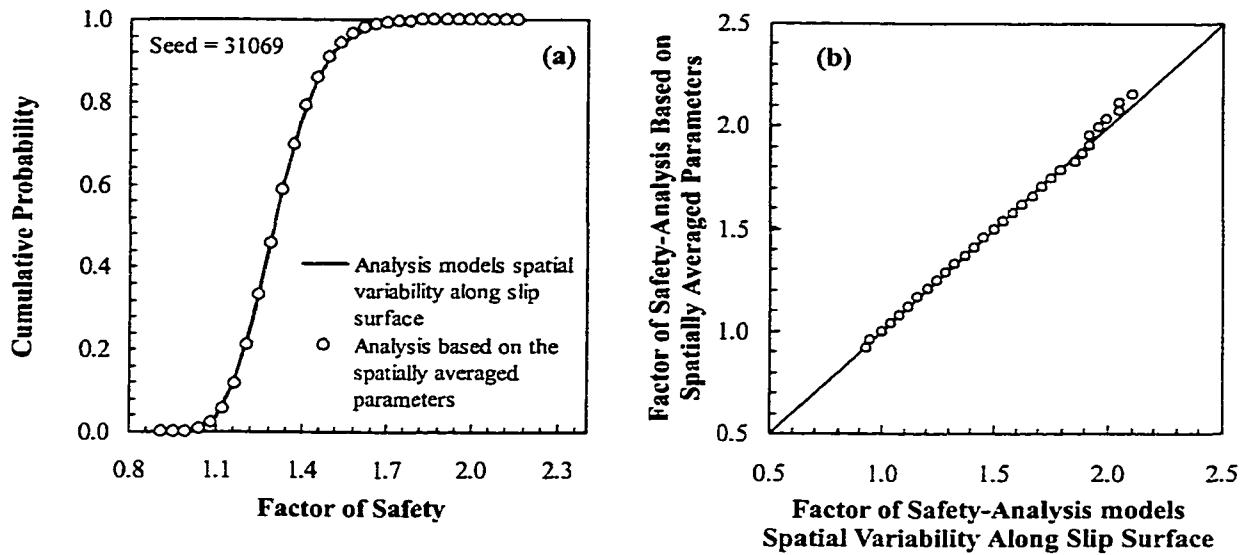 Seed = 31069
(a)
1.0
0.8
0.6
0.4
0.2
0.0
Cumulative Probability
Analysis models spatial
variability along slip
surface
Analysis based on the
spatially averaged
parameters
0.8 1.1 1.4 1.7 2.0 2.3
Factor of Safety
(b)
2.5
2.0
1.5
1.0
0.5
Factor of Safety-Analysis Based on
Spatially Averaged Parameters
0.5 1.0 1.5 2.0 2.5
Factor of Safety-Analysis models
Spatial Variability Along Slip Surface